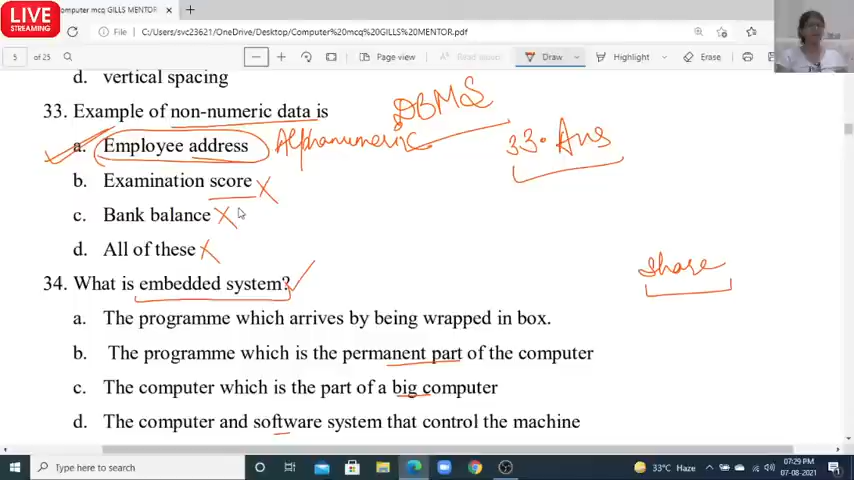 LIVE
STREAMING
Computer mcq GILLS MENTOR.pdf
File
C:/Users/svc23621/OneDrive/Desktop/Computer%20mcq%20GILLS%20MENTOR.pdf
5 of 25
Page view
Read aloud
Draw
Highlight
Erase
d. vertical spacing
DBMS
33. Example of non-numeric data is
a. Employee address Alphanumeric
33. Ans
b. Examination score
c. Bank balance
d. All of these
Share
34. What is embedded system?
a. The programme which arrives by being wrapped in box.
b. The programme which is the permanent part of the computer
c. The computer which is the part of a big computer
d. The computer and software system that control the machine
Type here to search
33°C Haze
07:29 PM
07-08-2021